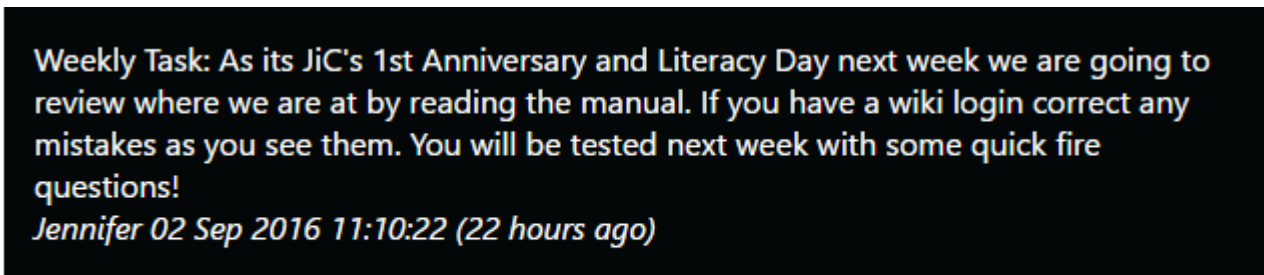 Weekly Task: As its JiC's 1st Anniversary and Literacy Day next week we are going to
review where we are at by reading the manual. If you have a wiki login correct any
mistakes as you see them. You will be tested next week with some quick fire
questions!
Jennifer 02 Sep 2016 11:10:22 (22 hours ago)